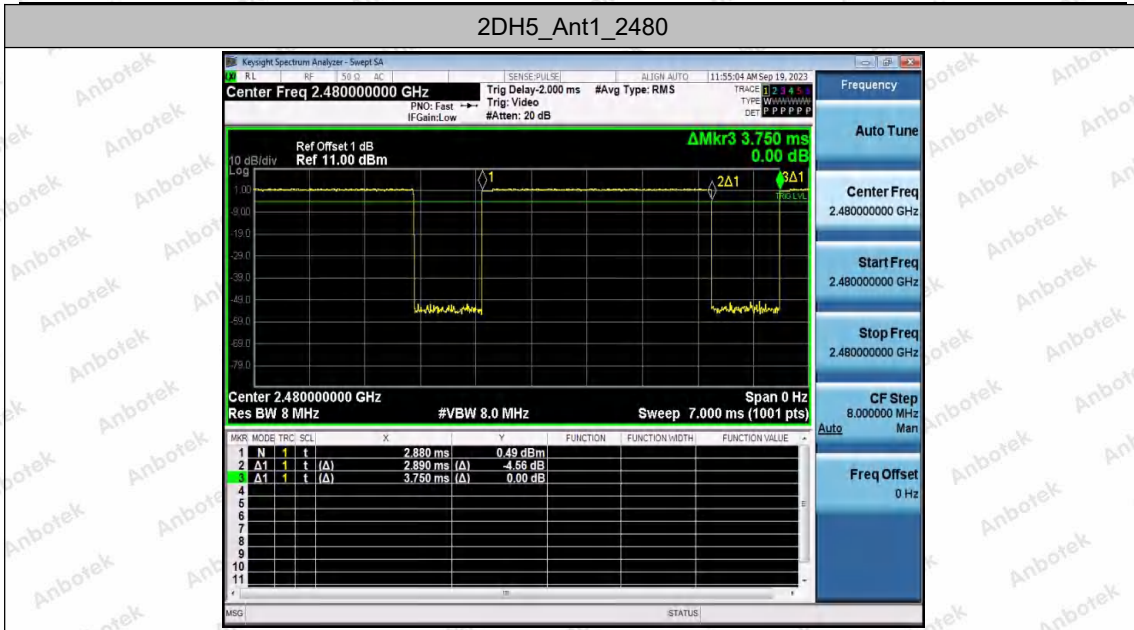 2DH5_Ant1_2480
Keysight Spectrum Analyzer - Swept SA
LXI RL RF 50 Ω AC SENSE:PULSE ALIGN AUTO 11:55:04 AM Sep 19, 2023
Center Freq 2.480000000 GHz
PNO: Fast
IFGain:Low
Trig Delay-2.000 ms
Trig: Video
#Atten: 20 dB
#Avg Type: RMS
TRACE 1 2 3 4 5 6
TYPE WWWWWW
DET P P P P P P
Ref Offset 1 dB
10 dB/div Ref 11.00 dBm
Log
ΔMkr3 3.750 ms
0.00 dB
1
2Δ1
3Δ1
TRIG LVL
1.00
-9.00
-19.0
-29.0
-39.0
-49.0
-59.0
-69.0
-79.0
Center 2.480000000 GHz Span 0 Hz
Res BW 8 MHz #VBW 8.0 MHz Sweep 7.000 ms (1001 pts)
MKR MODE TRC SCL X Y FUNCTION FUNCTION WIDTH FUNCTION VALUE
1 N 1 t 2.880 ms 0.49 dBm
2 Δ1 1 t (Δ) 2.890 ms (Δ) -4.56 dB
3 Δ1 1 t (Δ) 3.750 ms (Δ) 0.00 dB
4
5
6
7
8
9
10
11
MSG STATUS
Frequency
Auto Tune
Center Freq
2.480000000 GHz
Start Freq
2.480000000 GHz
Stop Freq
2.480000000 GHz
CF Step
8.000000 MHz
Auto Man
Freq Offset
0 Hz
Anbotek